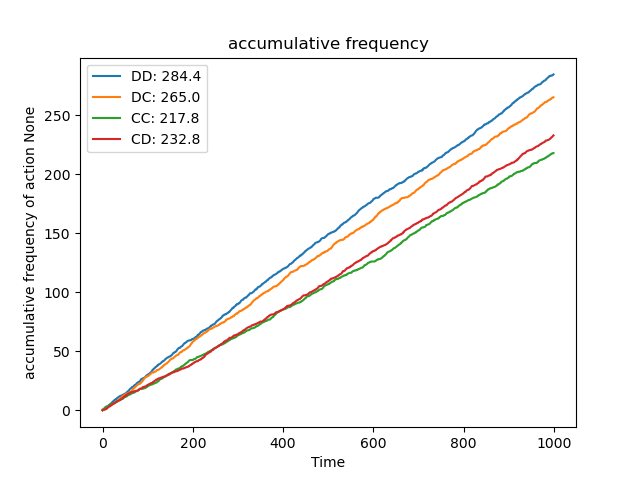 accumulative frequency
DD: 284.4
DC: 265.0
CC: 217.8
CD: 232.8
accumulative frequency of action None
250
200
150
100
50
0
0 200 400 600 800 1000
Time